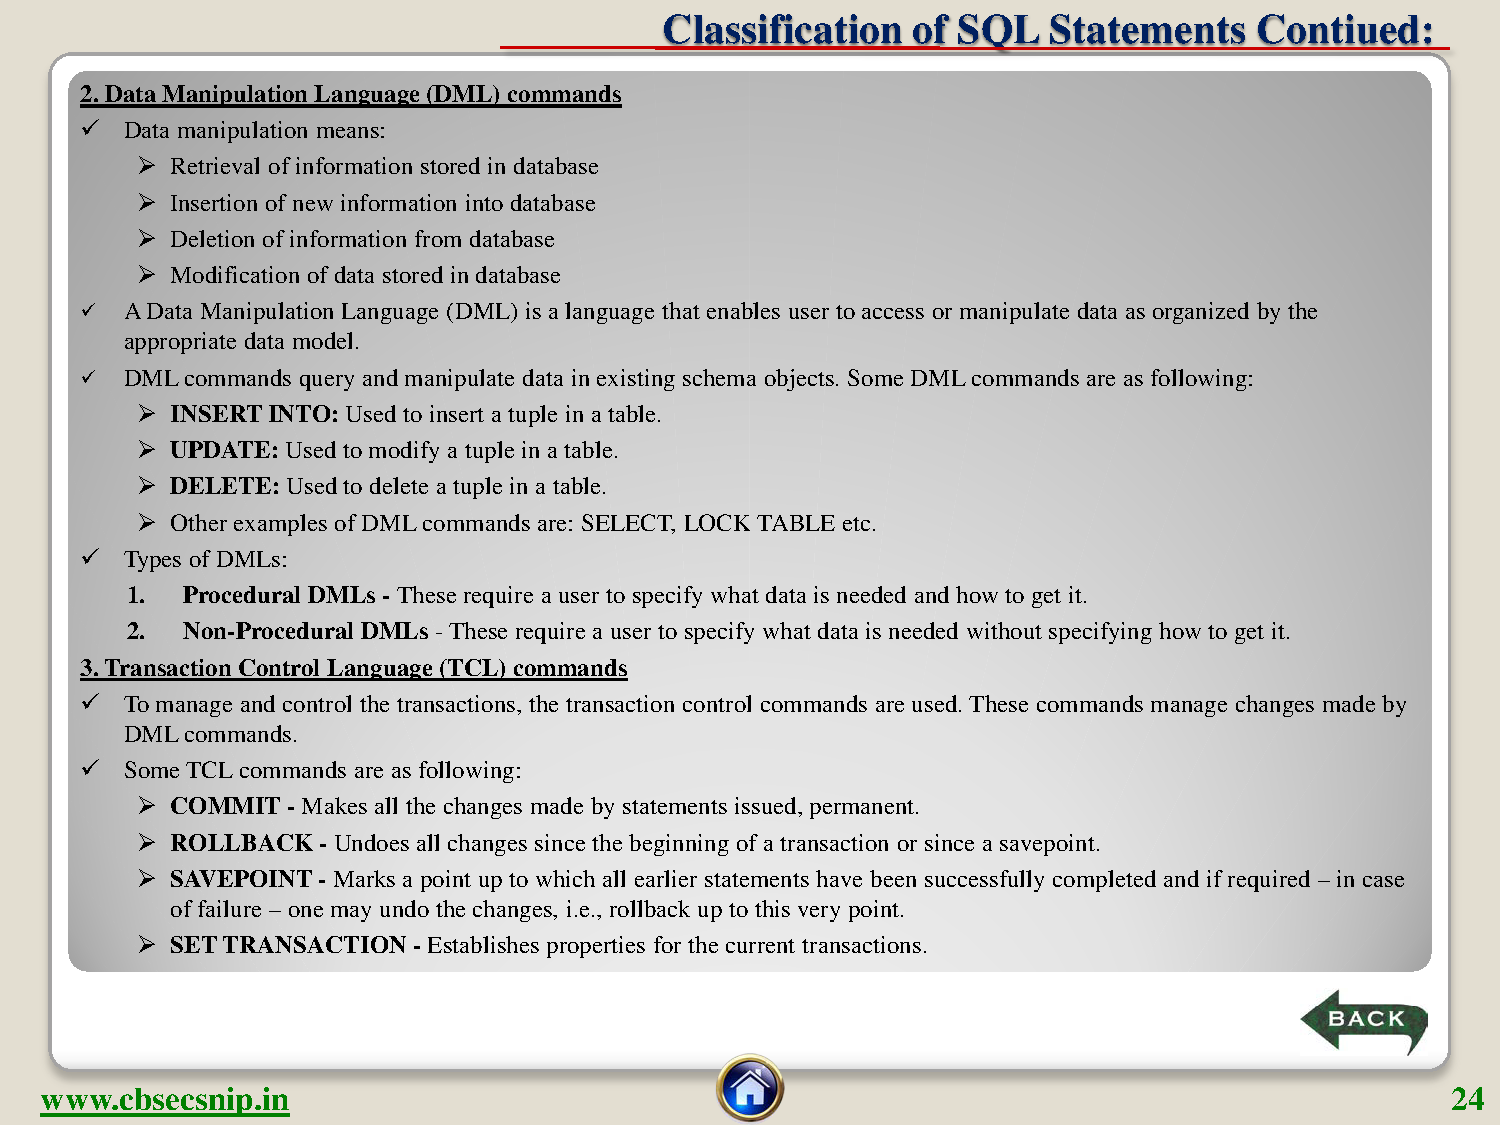 Classification of SQL Statements Contiued:
2. Data Manipulation Language (DML) commands
✓ Data manipulation means:
➢ Retrieval of information stored in database
➢ Insertion of new information into database
➢ Deletion of information from database
➢ Modification of data stored in database
✓ A Data Manipulation Language (DML) is a language that enables user to access or manipulate data as organized by the
appropriate data model.
✓ DML commands query and manipulate data in existing schema objects. Some DML commands are as following:
➢ INSERT INTO: Used to insert a tuple in a table.
➢ UPDATE: Used to modify a tuple in a table.
➢ DELETE: Used to delete a tuple in a table.
➢ Other examples of DML commands are: SELECT, LOCK TABLE etc.
✓ Types of DMLs:
1. Procedural DMLs - These require a user to specify what data is needed and how to get it.
2. Non-Procedural DMLs - These require a user to specify what data is needed without specifying how to get it.
3. Transaction Control Language (TCL) commands
✓ To manage and control the transactions, the transaction control commands are used. These commands manage changes made by
DML commands.
✓ Some TCL commands are as following:
➢ COMMIT - Makes all the changes made by statements issued, permanent.
➢ ROLLBACK - Undoes all changes since the beginning of a transaction or since a savepoint.
➢ SAVEPOINT - Marks a point up to which all earlier statements have been successfully completed and if required – in case
of failure – one may undo the changes, i.e., rollback up to this very point.
➢ SET TRANSACTION - Establishes properties for the current transactions.
BACK
www.cbsecsnip.in
24